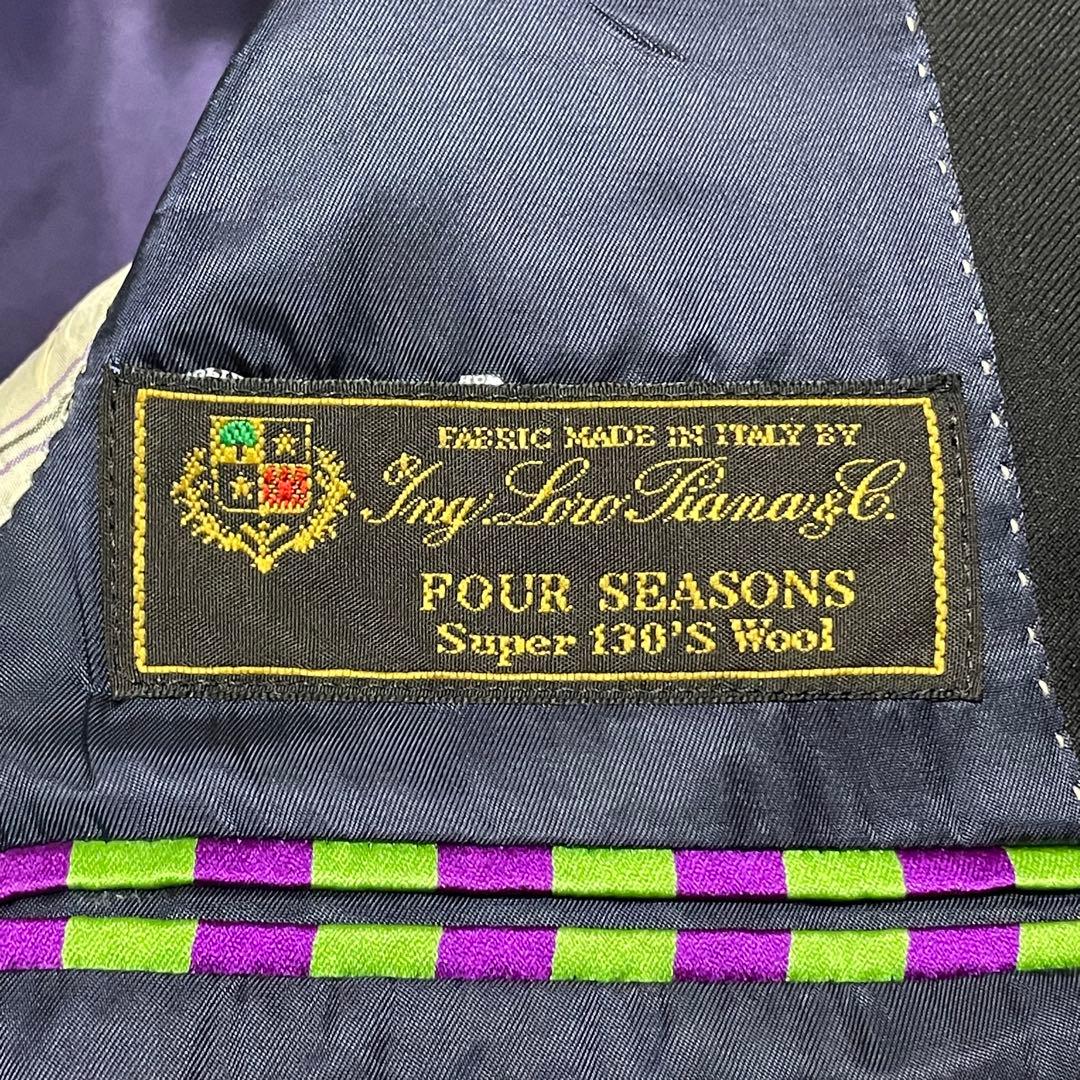 FABRIC MADE IN ITALY BY
Ing. Loro Piana & C.
FOUR SEASONS
Super 130'S Wool